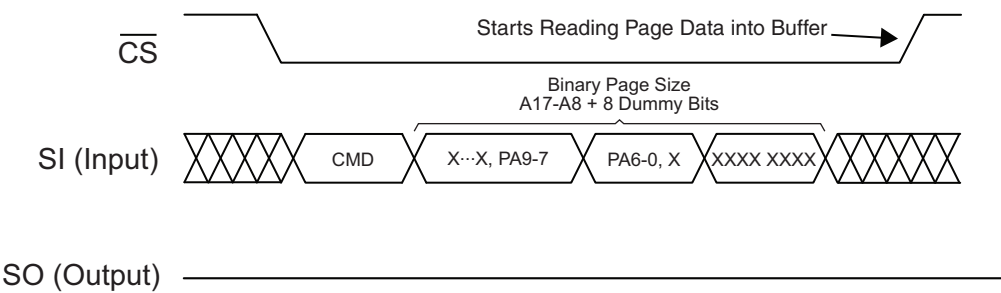 Starts Reading Page Data into Buffer
CS
Binary Page Size
A17-A8 + 8 Dummy Bits
SI (Input)
CMD
X···X, PA9-7
PA6-0, X
XXXX XXXX
SO (Output)